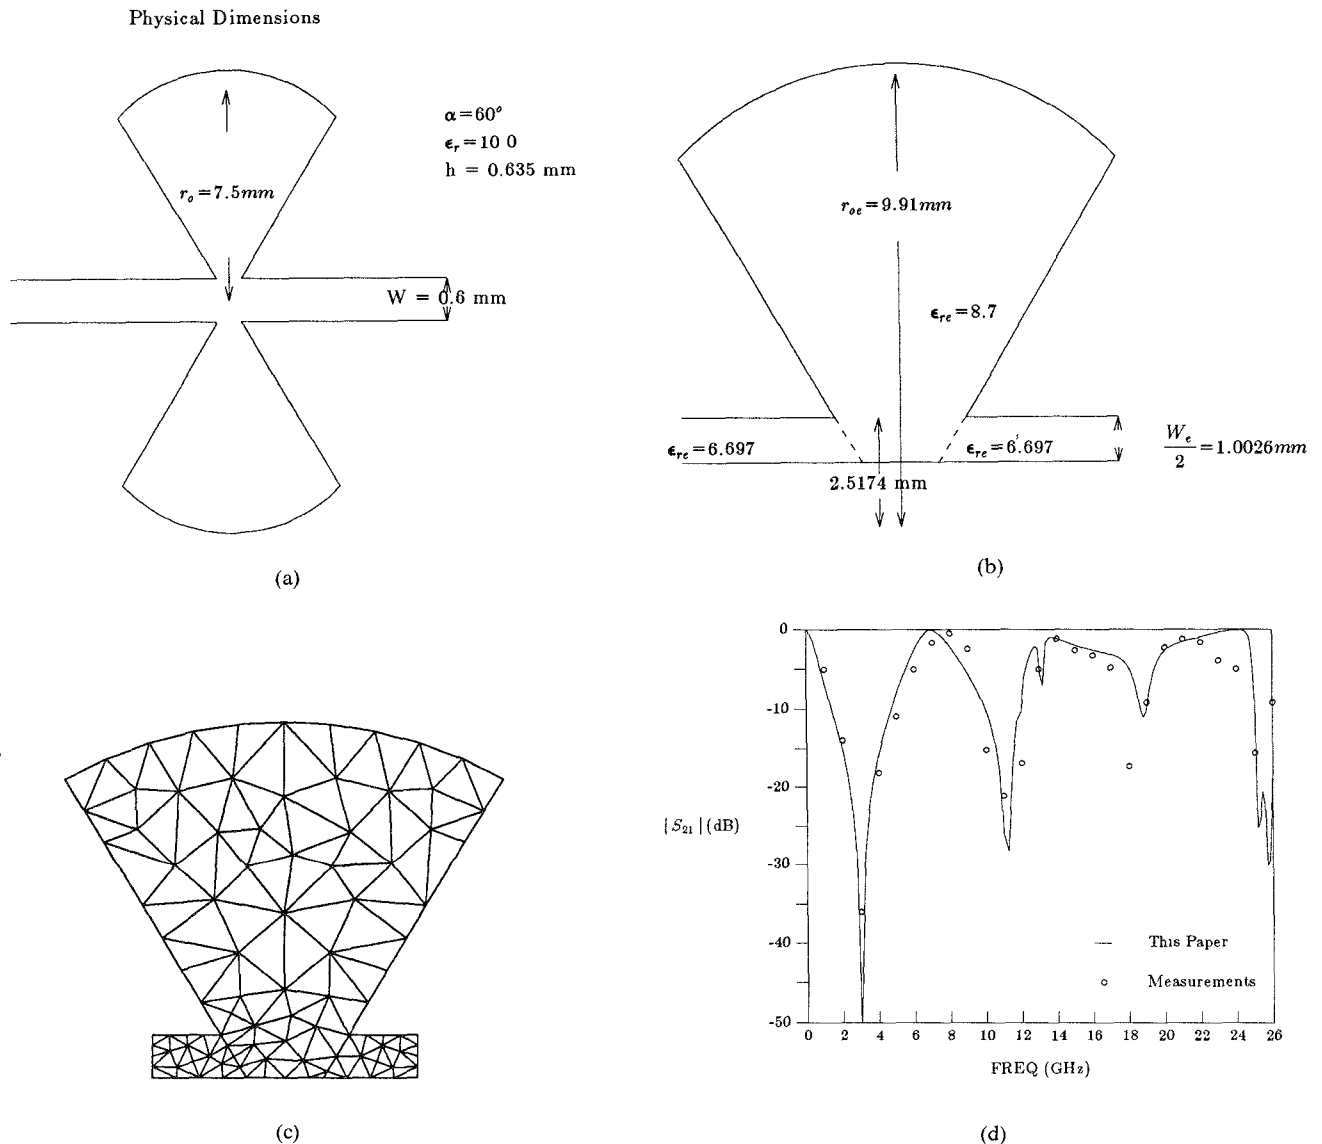 Physical Dimensions
α=60°
ϵr=10 0
h = 0.635 mm
ro=7.5mm
W = 0.6 mm
(a)
roe=9.91mm
ϵre=8.7
ϵre=6.697
ϵre=6.697
We/2=1.0026mm
2.5174 mm
(b)
(c)
0
-10
-20
-30
-40
-50
|S21|(dB)
This Paper
Measurements
0 2 4 6 8 10 12 14 16 18 20 22 24 26
FREQ (GHz)
(d)